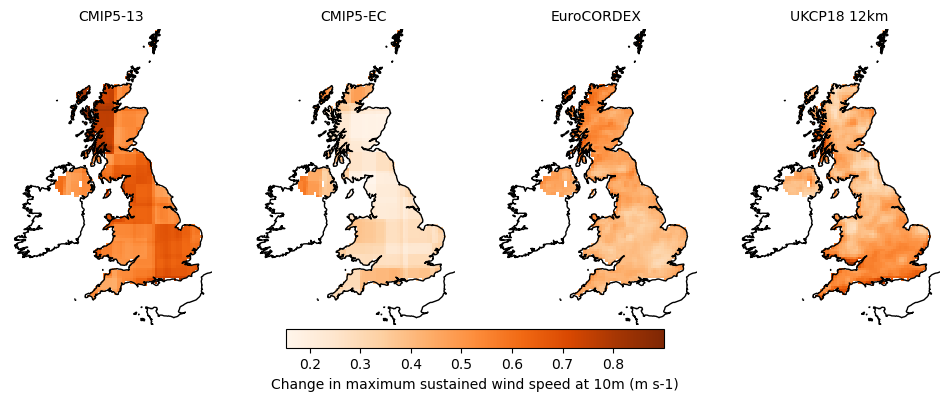 CMIP5-13 CMIP5-EC EuroCORDEX UKCP18 12km
0.2 0.3 0.4 0.5 0.6 0.7 0.8
Change in maximum sustained wind speed at 10m (m s-1)